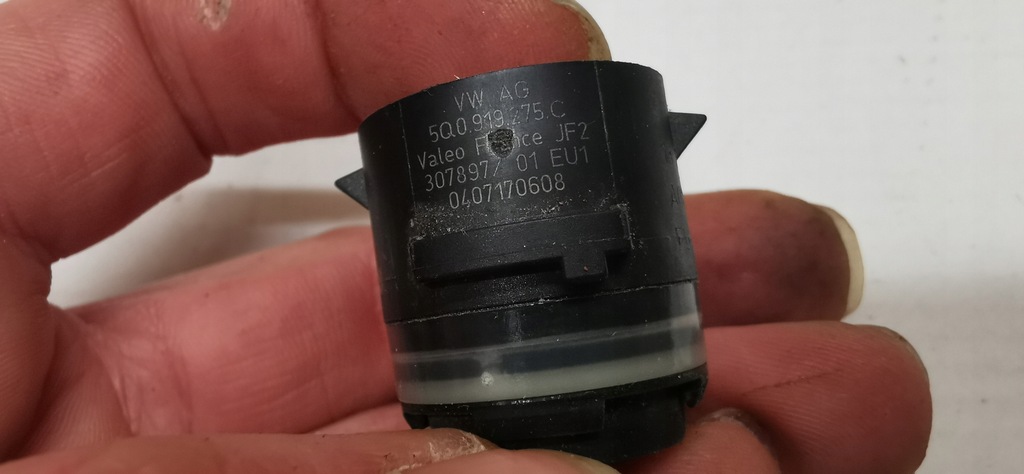 VW AG
5Q0.919.275.C
Valeo France JF2
3078977 01 EU1
0407170608